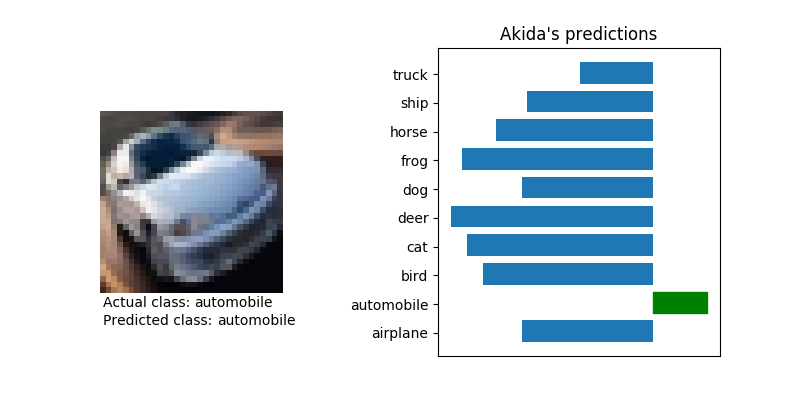 Akida's predictions
truck
ship
horse
frog
dog
deer
cat
bird
automobile
airplane
Actual class: automobile
Predicted class: automobile